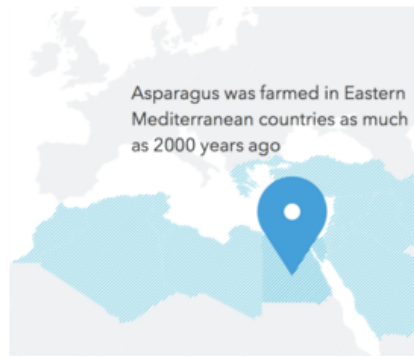 Asparagus was farmed in Eastern
Mediterranean countries as much
as 2000 years ago